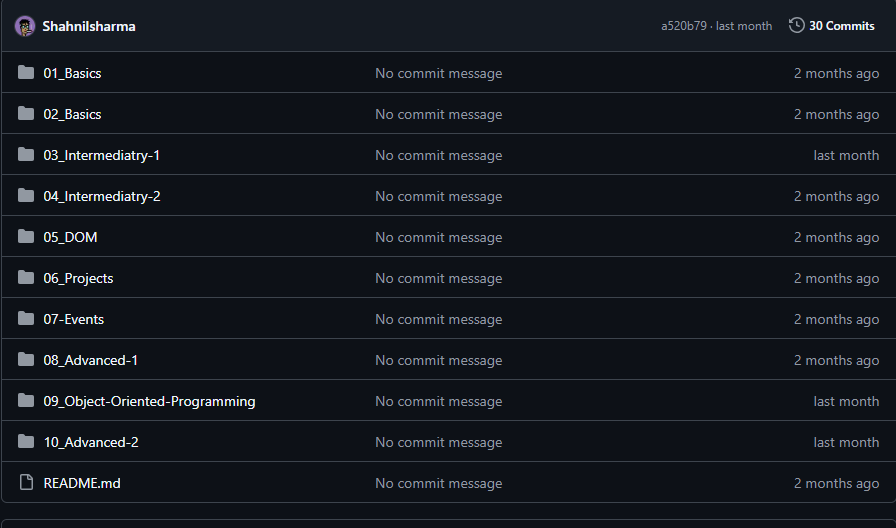 Shahnilsharma a520b79 · last month 30 Commits
01_Basics No commit message 2 months ago
02_Basics No commit message 2 months ago
03_Intermediatry-1 No commit message last month
04_Intermediatry-2 No commit message 2 months ago
05_DOM No commit message 2 months ago
06_Projects No commit message 2 months ago
07-Events No commit message 2 months ago
08_Advanced-1 No commit message 2 months ago
09_Object-Oriented-Programming No commit message last month
10_Advanced-2 No commit message last month
README.md No commit message 2 months ago